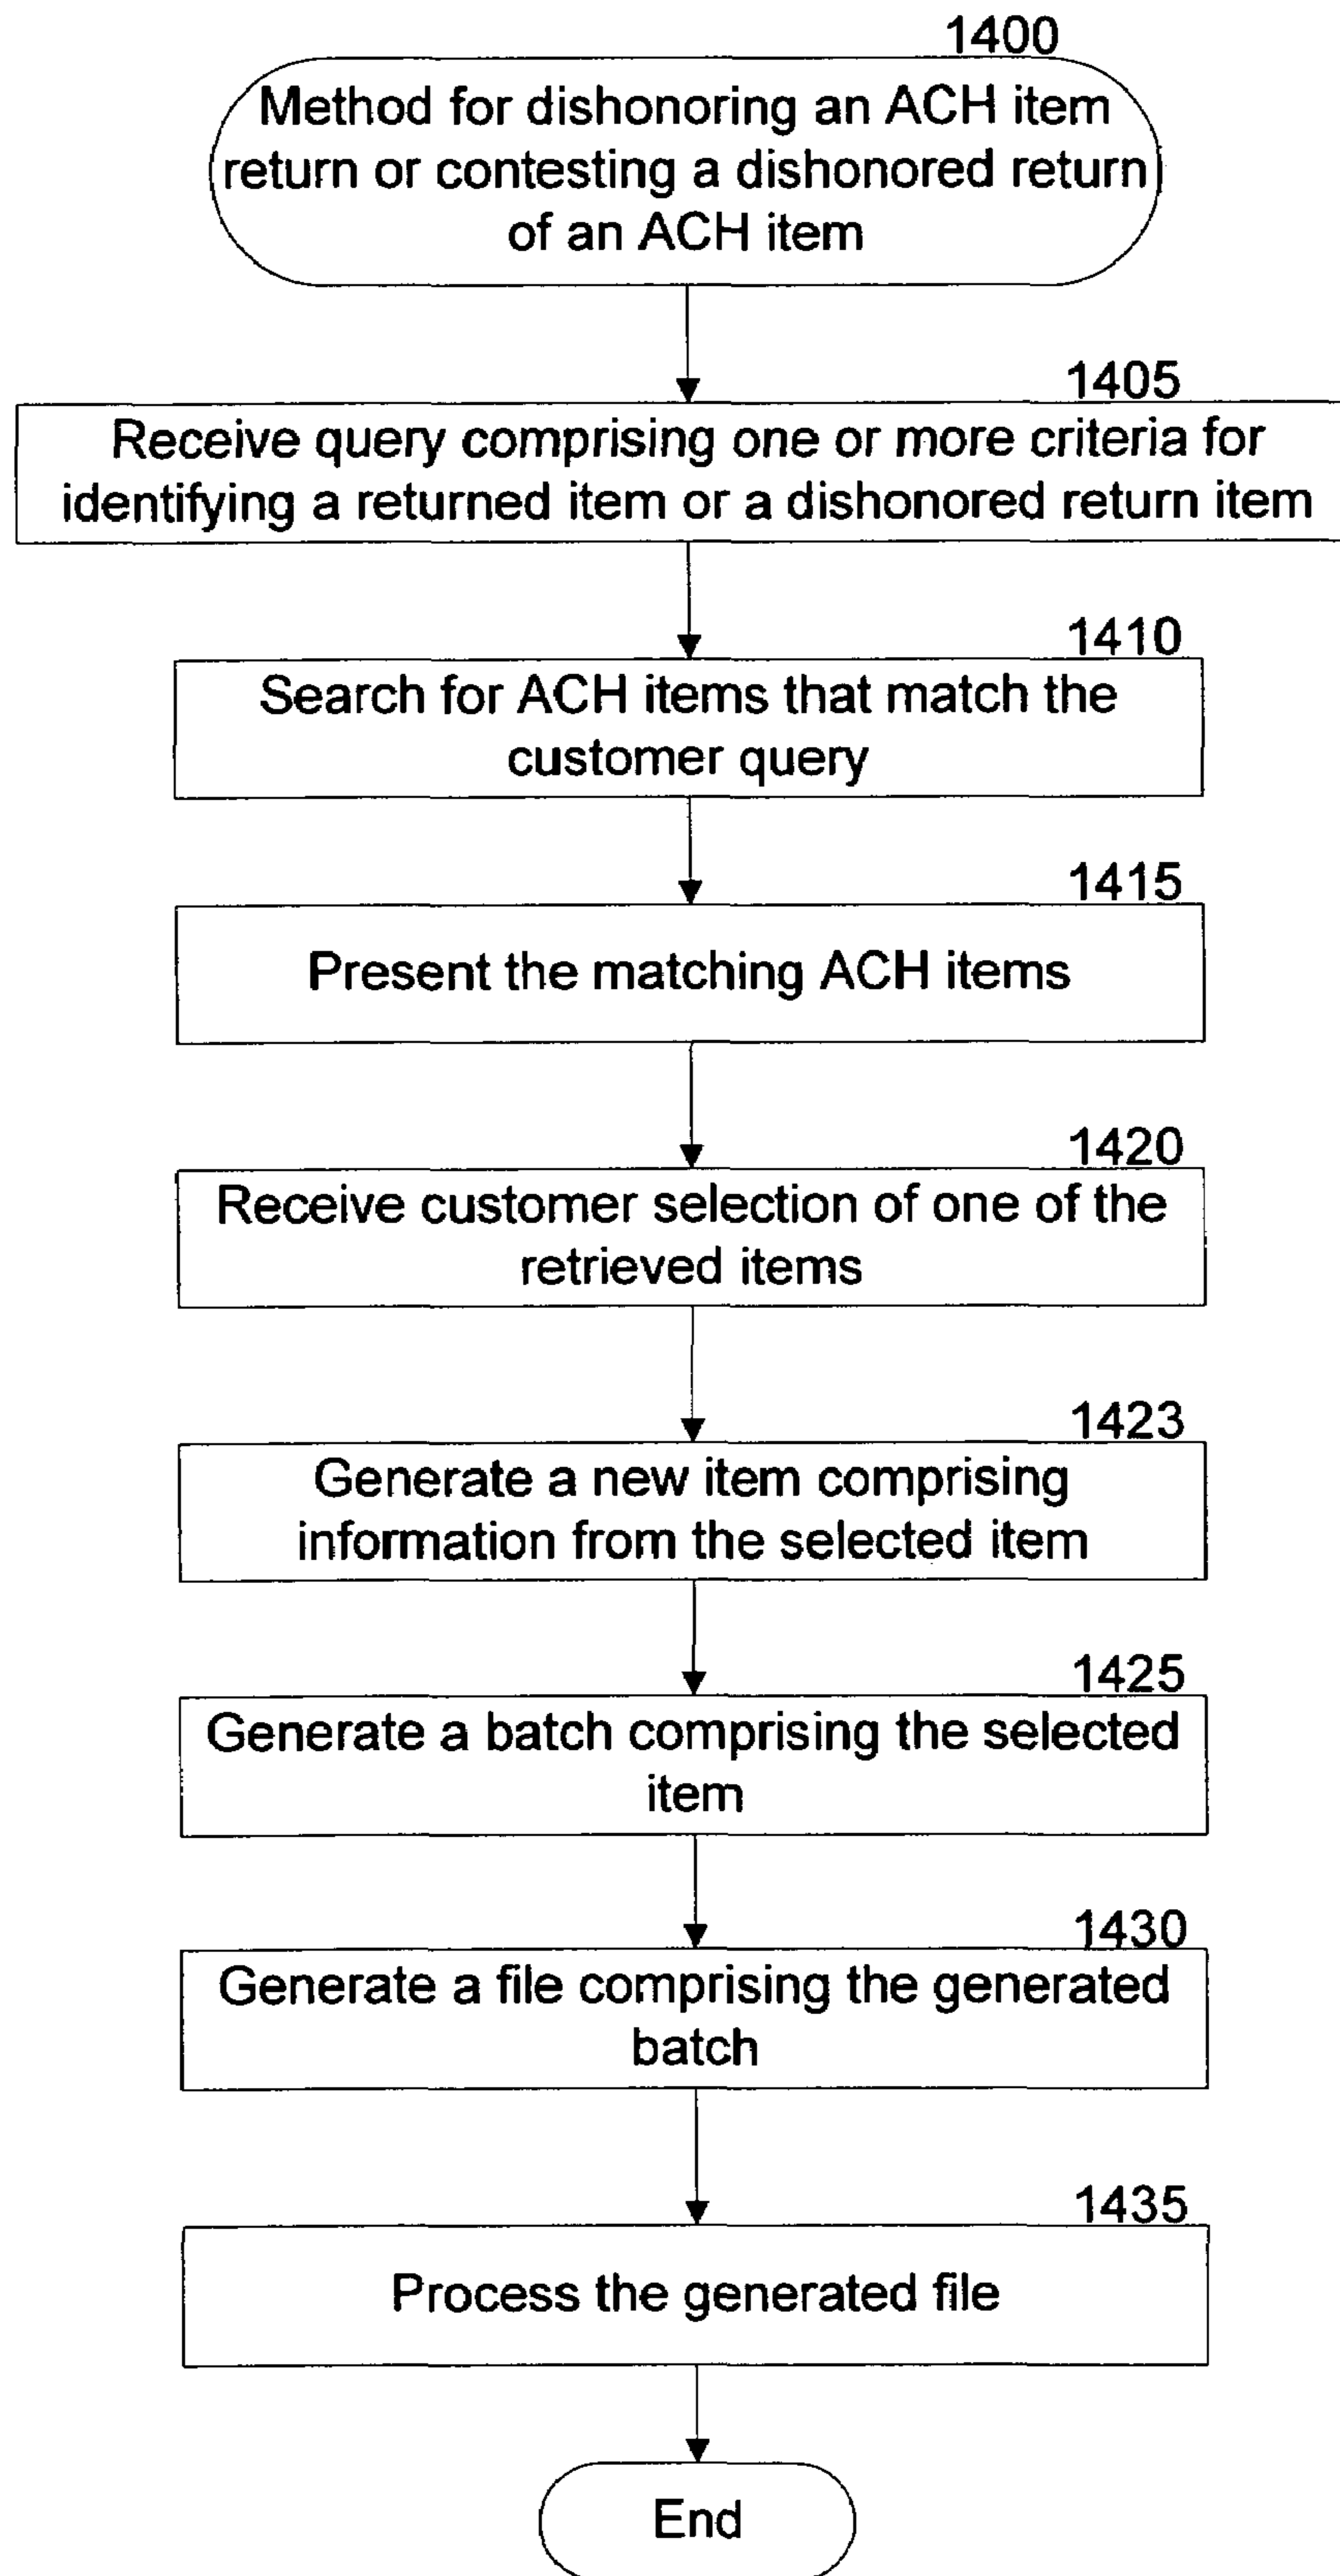 1400
Method for dishonoring an ACH item
return or contesting a dishonored return
of an ACH item
1405
Receive query comprising one or more criteria for
identifying a returned item or a dishonored return item
1410
Search for ACH items that match the
customer query
1415
Present the matching ACH items
1420
Receive customer selection of one of the
retrieved items
1423
Generate a new item comprising
information from the selected item
1425
Generate a batch comprising the selected
item
1430
Generate a file comprising the generated
batch
1435
Process the generated file
End